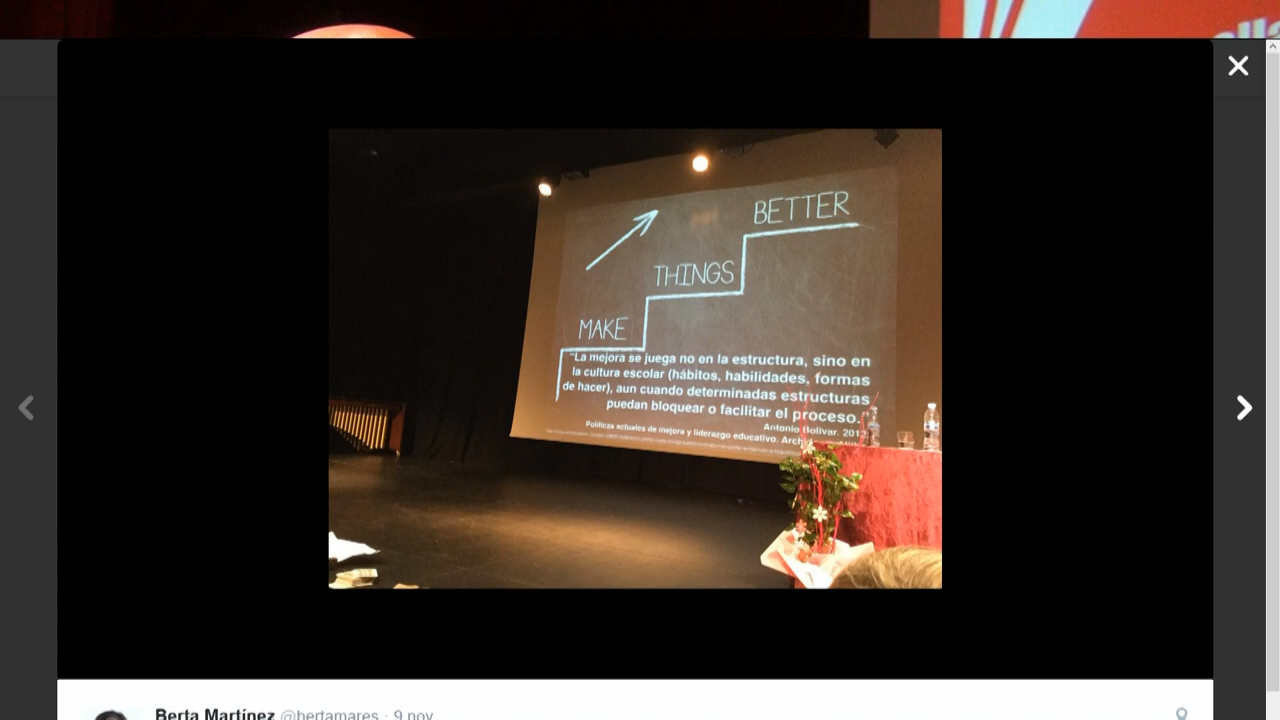 BETTER
THINGS
MAKE
"La mejora se juega no en la estructura, sino en
la cultura escolar (hábitos, habilidades, formas
de hacer), aun cuando determinadas estructuras
puedan bloquear o facilitar el proceso.
Antonio Bolívar. 2012
Políticas actuales de mejora y liderazgo educativo.
Berta Martínez @bertamares · 9 nov